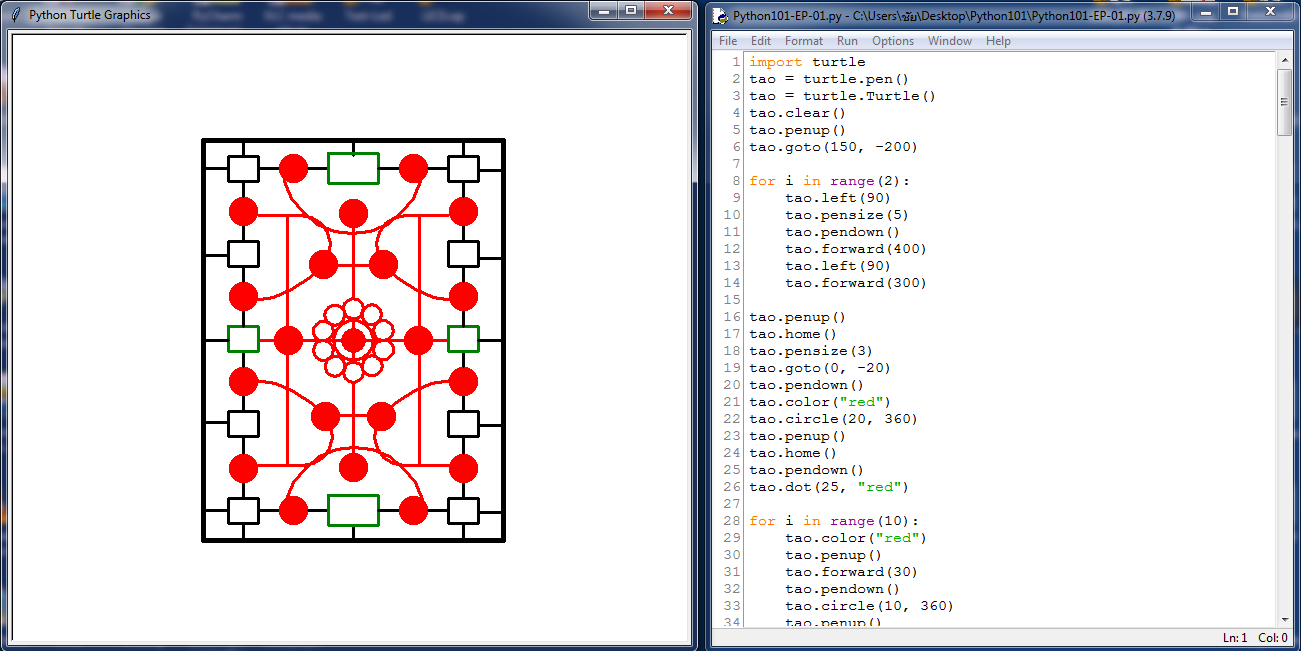 Python Turtle Graphics
Python101-EP-01.py - C:\Users\ชัย\Desktop\Python101\Python101-EP-01.py (3.7.9)
File Edit Format Run Options Window Help
1 import turtle
2 tao = turtle.pen()
3 tao = turtle.Turtle()
4 tao.clear()
5 tao.penup()
6 tao.goto(150, -200)
7
8 for i in range(2):
9     tao.left(90)
10     tao.pensize(5)
11     tao.pendown()
12     tao.forward(400)
13     tao.left(90)
14     tao.forward(300)
15
16 tao.penup()
17 tao.home()
18 tao.pensize(3)
19 tao.goto(0, -20)
20 tao.pendown()
21 tao.color("red")
22 tao.circle(20, 360)
23 tao.penup()
24 tao.home()
25 tao.pendown()
26 tao.dot(25, "red")
27
28 for i in range(10):
29     tao.color("red")
30     tao.penup()
31     tao.forward(30)
32     tao.pendown()
33     tao.circle(10, 360)
34     tao.penup()
Ln: 1 Col: 0